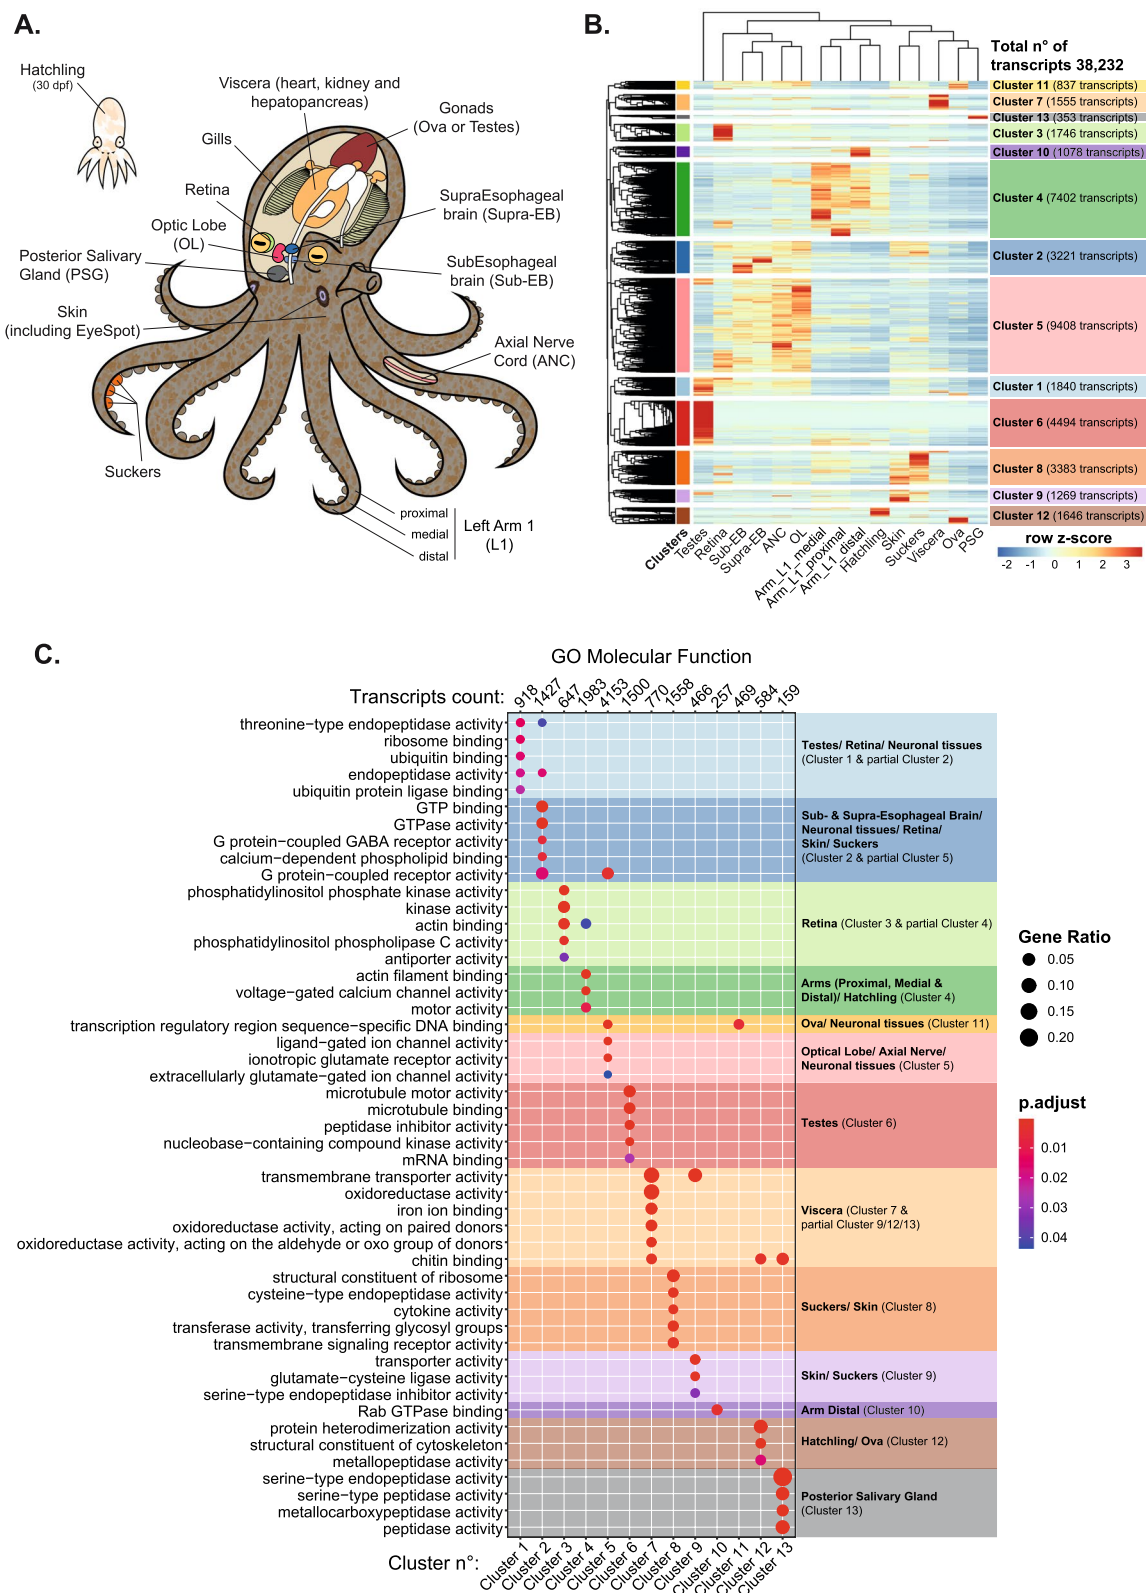 A.
Hatchling
(30 dpf)
Viscera (heart, kidney and
hepatopancreas)
Gonads
(Ova or Testes)
Gills
Retina
SupraEsophageal
brain (Supra-EB)
Optic Lobe
(OL)
Posterior Salivary
Gland (PSG)
SubEsophageal
brain (Sub-EB)
Skin
(including EyeSpot)
Axial Nerve
Cord (ANC)
Suckers
proximal
medial
distal
Left Arm 1
(L1)
B.
Total n° of
transcripts 38,232
Cluster 11 (837 transcripts)
Cluster 7 (1555 transcripts)
Cluster 13 (353 transcripts)
Cluster 3 (1746 transcripts)
Cluster 10 (1078 transcripts)
Cluster 4 (7402 transcripts)
Cluster 2 (3221 transcripts)
Cluster 5 (9408 transcripts)
Cluster 1 (1840 transcripts)
Cluster 6 (4494 transcripts)
Cluster 8 (3383 transcripts)
Cluster 9 (1269 transcripts)
Cluster 12 (1646 transcripts)
Clusters
Testes
Retina
Sub-EB
Supra-EB
ANC
OL
Arm_L1_medial
Arm_L1_proximal
Arm_L1_distal
Hatchling
Skin
Suckers
Viscera
Ova
PSG
row z-score
-2 -1 0 1 2 3
C.
GO Molecular Function
Transcripts count: 918 1427 647 1983 4153 1500 770 1558 466 257 469 584 159
threonine−type endopeptidase activity
ribosome binding
ubiquitin binding
endopeptidase activity
ubiquitin protein ligase binding
GTP binding
GTPase activity
G protein−coupled GABA receptor activity
calcium−dependent phospholipid binding
G protein−coupled receptor activity
phosphatidylinositol phosphate kinase activity
kinase activity
actin binding
phosphatidylinositol phospholipase C activity
antiporter activity
actin filament binding
voltage−gated calcium channel activity
motor activity
transcription regulatory region sequence−specific DNA binding
ligand−gated ion channel activity
ionotropic glutamate receptor activity
extracellularly glutamate−gated ion channel activity
microtubule motor activity
microtubule binding
peptidase inhibitor activity
nucleobase−containing compound kinase activity
mRNA binding
transmembrane transporter activity
oxidoreductase activity
iron ion binding
oxidoreductase activity, acting on paired donors
oxidoreductase activity, acting on the aldehyde or oxo group of donors
chitin binding
structural constituent of ribosome
cysteine−type endopeptidase activity
cytokine activity
transferase activity, transferring glycosyl groups
transmembrane signaling receptor activity
transporter activity
glutamate−cysteine ligase activity
serine−type endopeptidase inhibitor activity
Rab GTPase binding
protein heterodimerization activity
structural constituent of cytoskeleton
metallopeptidase activity
serine−type endopeptidase activity
serine−type peptidase activity
metallocarboxypeptidase activity
peptidase activity
Testes/ Retina/ Neuronal tissues
(Cluster 1 & partial Cluster 2)
Sub- & Supra-Esophageal Brain/
Neuronal tissues/ Retina/
Skin/ Suckers
(Cluster 2 & partial Cluster 5)
Retina (Cluster 3 & partial Cluster 4)
Arms (Proximal, Medial &
Distal)/ Hatchling (Cluster 4)
Ova/ Neuronal tissues (Cluster 11)
Optical Lobe/ Axial Nerve/
Neuronal tissues (Cluster 5)
Testes (Cluster 6)
Viscera (Cluster 7 &
partial Cluster 9/12/13)
Suckers/ Skin (Cluster 8)
Skin/ Suckers (Cluster 9)
Arm Distal (Cluster 10)
Hatchling/ Ova (Cluster 12)
Posterior Salivary Gland
(Cluster 13)
Gene Ratio
0.05
0.10
0.15
0.20
p.adjust
0.01
0.02
0.03
0.04
Cluster n°: Cluster 1 Cluster 2 Cluster 3 Cluster 4 Cluster 5 Cluster 6 Cluster 7 Cluster 8 Cluster 9 Cluster 10 Cluster 11 Cluster 12 Cluster 13